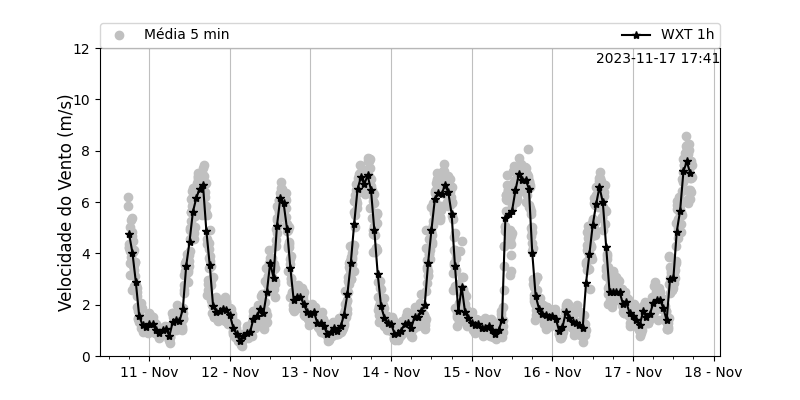 Média 5 min WXT 1h
2023-11-17 17:41
Velocidade do Vento (m/s)
12
10
8
6
4
2
0
11 - Nov 12 - Nov 13 - Nov 14 - Nov 15 - Nov 16 - Nov 17 - Nov 18 - Nov